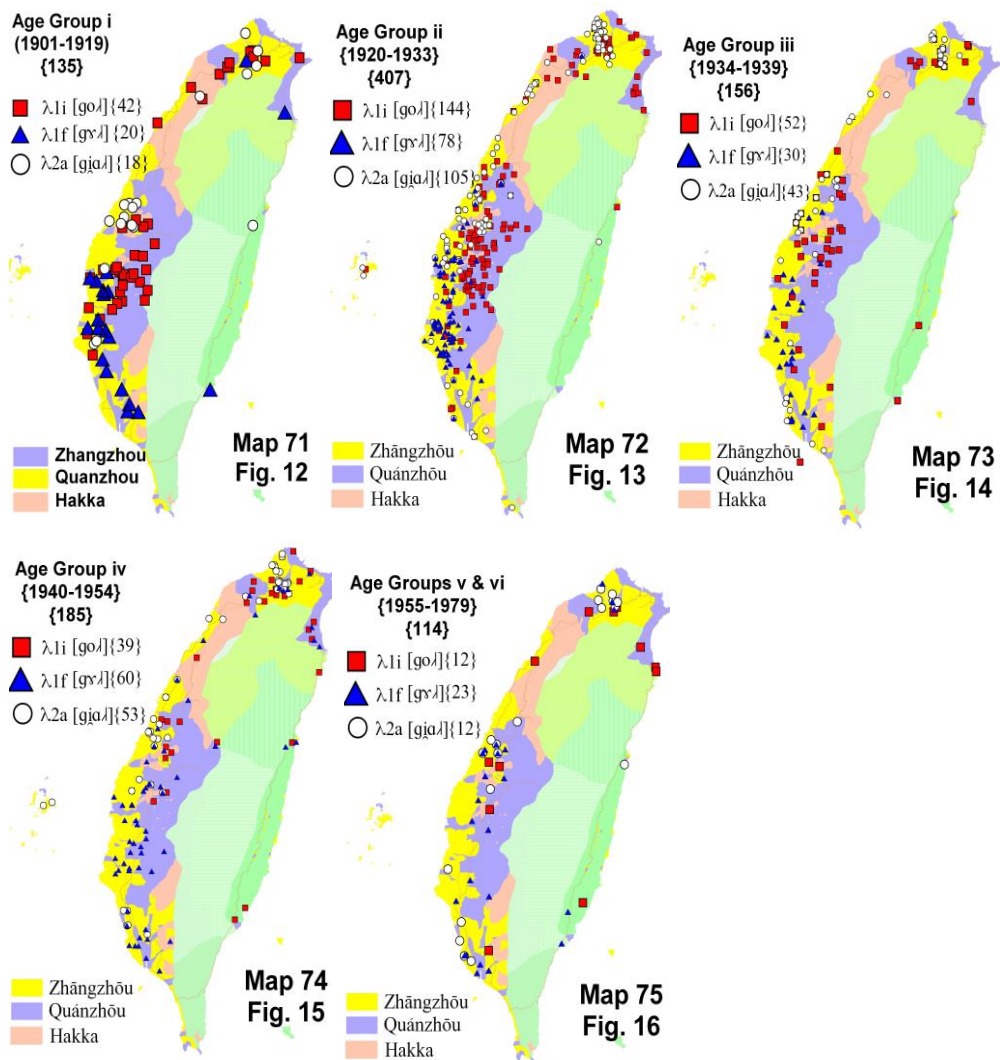 Age Group i
(1901-1919)
{135}
λ1i [go˩˥]{42}
λ1f [gɤ˩˥]{20}
λ2a [gi̯ɑ˩˥]{18}
Zhangzhou
Quanzhou
Hakka
Map 71
Fig. 12
Age Group ii
{1920-1933)
{407}
λ1i [go˩˥]{144}
λ1f [gɤ˩˥]{78}
λ2a [gi̯ɑ˩˥]{105}
Zhāngzhōu
Quánzhōu
Hakka
Map 72
Fig. 13
Age Group iii
{1934-1939)
{156}
λ1i [go˩˥]{52}
λ1f [gɤ˩˥]{30}
λ2a [gi̯ɑ˩˥]{43}
Zhāngzhōu
Quánzhōu
Hakka
Map 73
Fig. 14
Age Group iv
{1940-1954)
{185}
λ1i [go˩˥]{39}
λ1f [gɤ˩˥]{60}
λ2a [gi̯ɑ˩˥]{53}
Zhāngzhōu
Quánzhōu
Hakka
Map 74
Fig. 15
Age Groups v & vi
(1955-1979)
{114}
λ1i [go˩˥]{12}
λ1f [gɤ˩˥]{23}
λ2a [gi̯ɑ˩˥]{12}
Zhāngzhōu
Quánzhōu
Hakka
Map 75
Fig. 16